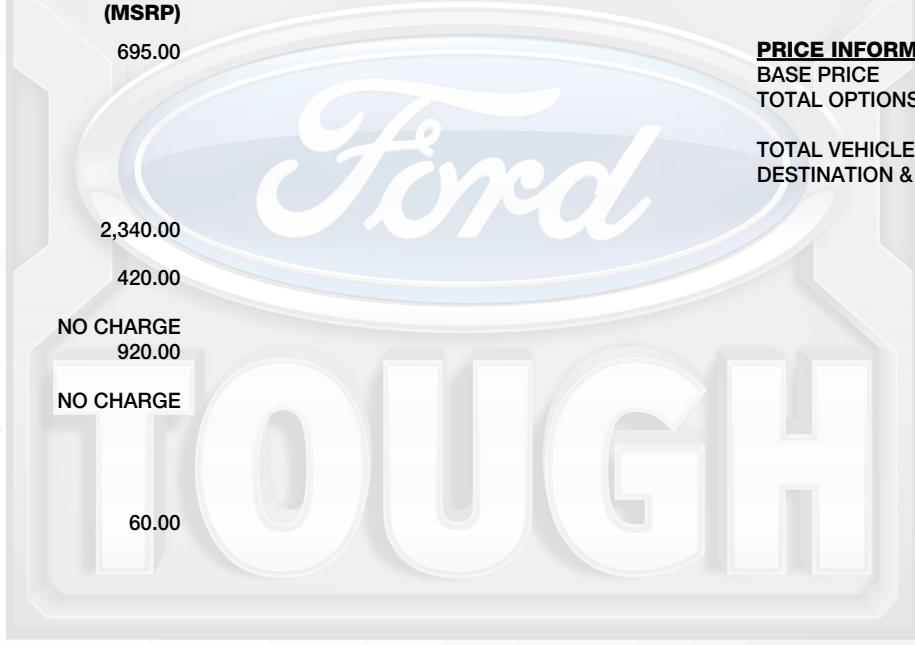 (MSRP)
695.00
2,340.00
420.00
NO CHARGE
920.00
NO CHARGE
60.00
PRICE INFORM
BASE PRICE
TOTAL OPTIONS
TOTAL VEHICLE
DESTINATION &
Ford
TOUGH